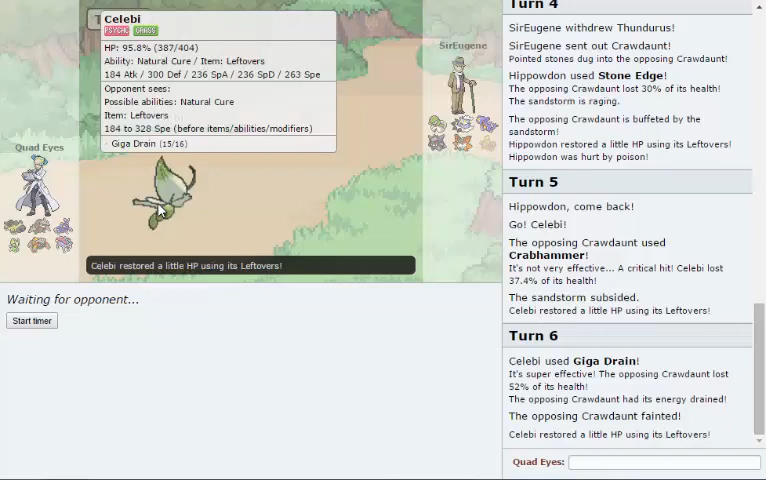 Celebi
PSYCHC GRASS
HP: 95.8% (387/404)
Ability: Natural Cure / Item: Leftovers
184 Atk / 300 Def / 236 SpA / 236 SpD / 263 Spe
Opponent sees:
Possible abilities: Natural Cure
Item: Leftovers
184 to 328 Spe (before items/abilities/modifiers)
· Giga Drain (15/16)
Quad Eyes
SirEugene
Celebi restored a little HP using its Leftovers!
Waiting for opponent...
Start timer
Turn 4
SirEugene withdrew Thundurus!
SirEugene sent out Crawdaunt!
Pointed stones dug into the opposing Crawdaunt!
Hippowdon used Stone Edge!
The opposing Crawdaunt lost 30% of its health!
The sandstorm is raging.
The opposing Crawdaunt is buffeted by the
sandstorm!
Hippowdon restored a little HP using its Leftovers!
Hippowdon was hurt by poison!
Turn 5
Hippowdon, come back!
Go! Celebi!
The opposing Crawdaunt used
Crabhammer!
It's not very effective... A critical hit! Celebi lost
37.4% of its health!
The sandstorm subsided.
Celebi restored a little HP using its Leftovers!
Turn 6
Celebi used Giga Drain!
It's super effective! The opposing Crawdaunt lost
52% of its health!
The opposing Crawdaunt had its energy drained!
The opposing Crawdaunt fainted!
Celebi restored a little HP using its Leftovers!
Quad Eyes: